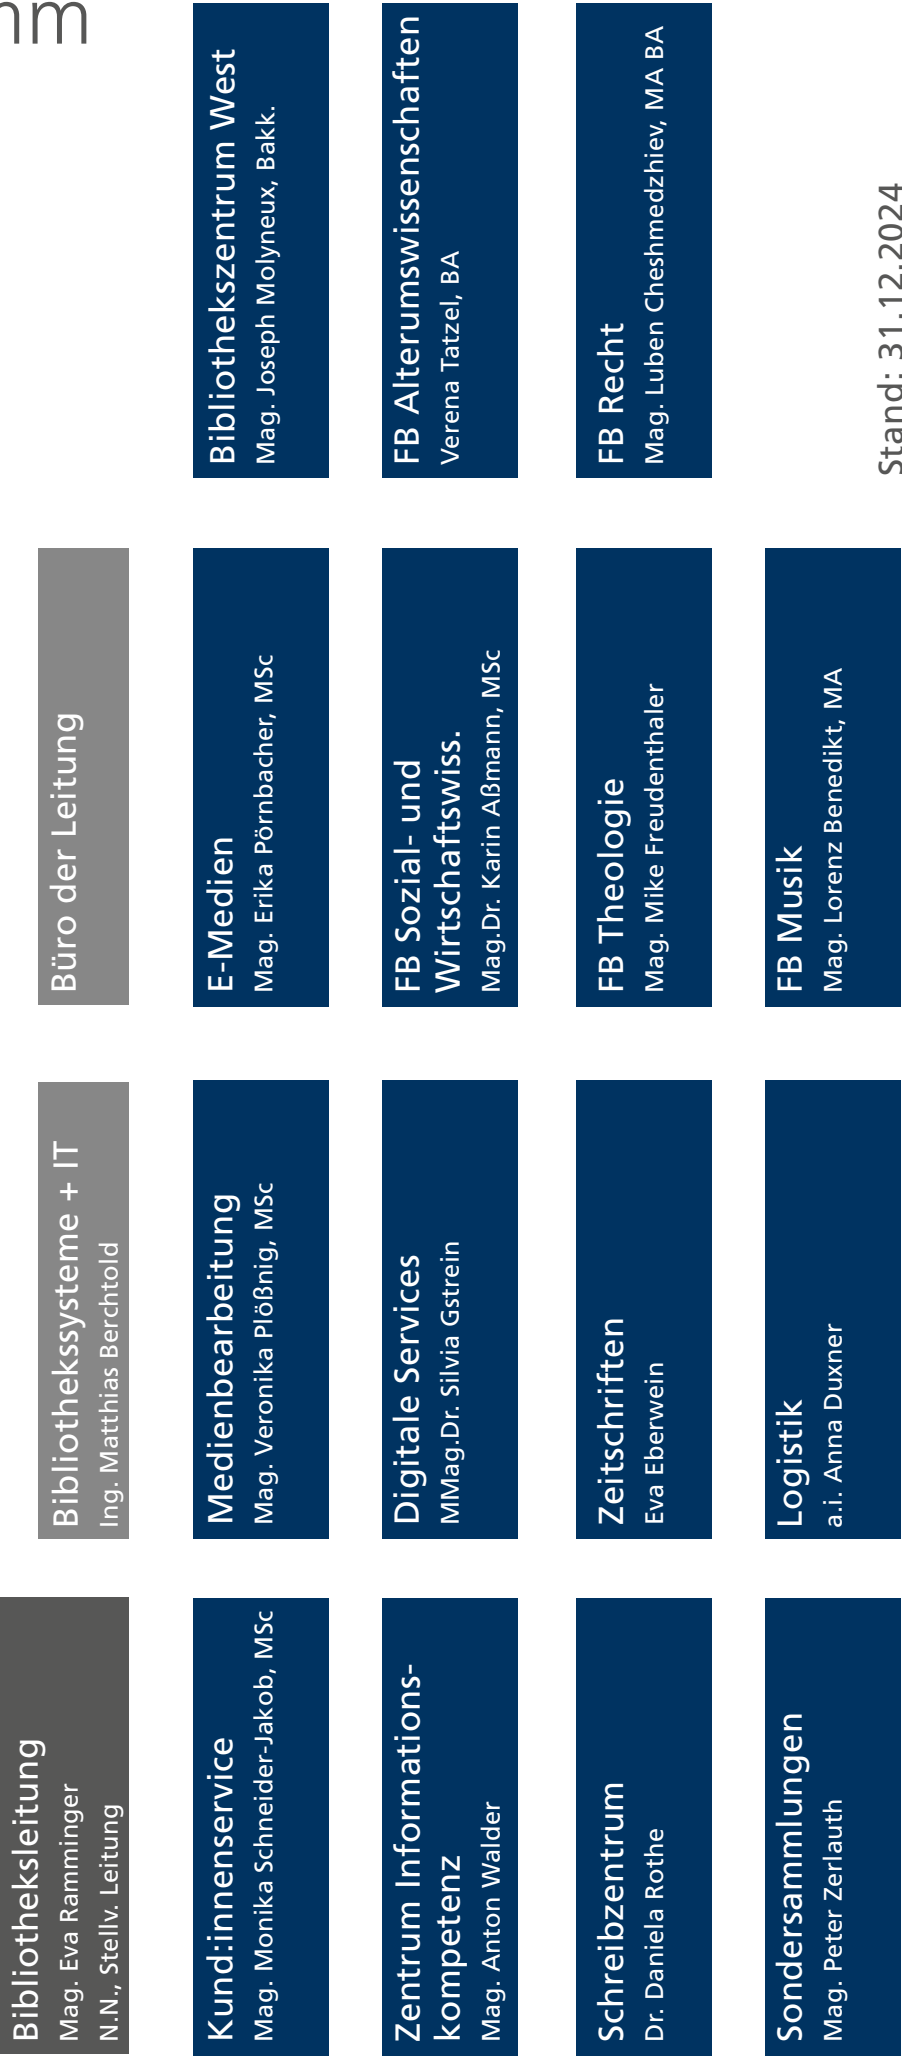 Bibliotheksleitung
Mag. Eva Ramminger
N.N., Stellv. Leitung
Bibliothekssysteme + IT
Ing. Matthias Berchtold
Büro der Leitung
Kund:innenservice
Mag. Monika Schneider-Jakob, MSc
Medienbearbeitung
Mag. Veronika Plößnig, MSc
E-Medien
Mag. Erika Pörnbacher, MSc
Bibliothekszentrum West
Mag. Joseph Molyneux, Bakk.
Zentrum Informations-
kompetenz
Mag. Anton Walder
Digitale Services
MMag.Dr. Silvia Gstrein
FB Sozial- und
Wirtschaftswiss.
Mag.Dr. Karin Aßmann, MSc
FB Alterumswissenschaften
Verena Tatzel, BA
Schreibzentrum
Dr. Daniela Rothe
Zeitschriften
Eva Eberwein
FB Theologie
Mag. Mike Freudenthaler
FB Recht
Mag. Luben Cheshmedzhiev, MA BA
Sondersammlungen
Mag. Peter Zerlauth
Logistik
a.i. Anna Duxner
FB Musik
Mag. Lorenz Benedikt, MA
Stand: 31.12.2024